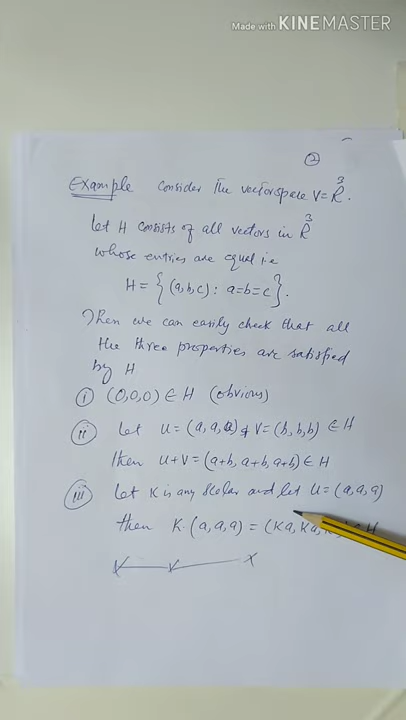 Made with KINEMASTER
②
Example Consider the vectorspace V=R³.
Let H consists of all vectors in R³
whose entries are equal i.e
H = { (a,b,c) : a=b=c }.
Then we can easily check that all
the three properties are satisfied
by H
(i) (0,0,0) ∈ H (obvious)
(ii) Let U = (a,a,a) & V = (b,b,b) ∈ H
then U+V = (a+b, a+b, a+b) ∈ H
(iii) Let K is any Scalar and let U = (a,a,a)
then K.(a,a,a) = (Ka, Ka, K ∈ H